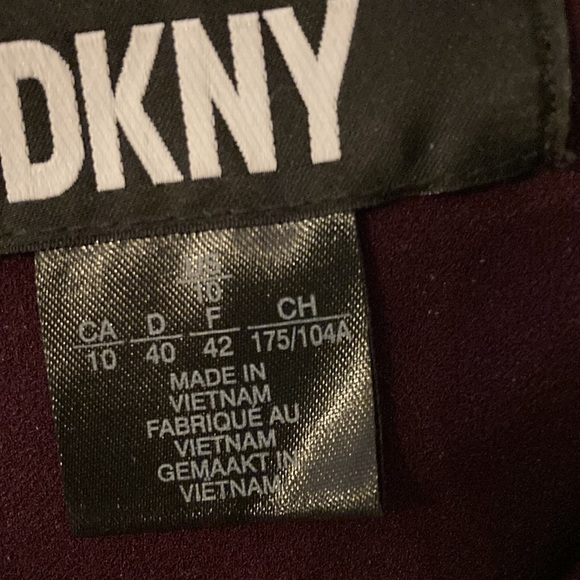 DKNY
US
10
CA D F CH
10 40 42 175/104A
MADE IN
VIETNAM
FABRIQUÉ AU
VIETNAM
GEMAAKT IN
VIETNAM